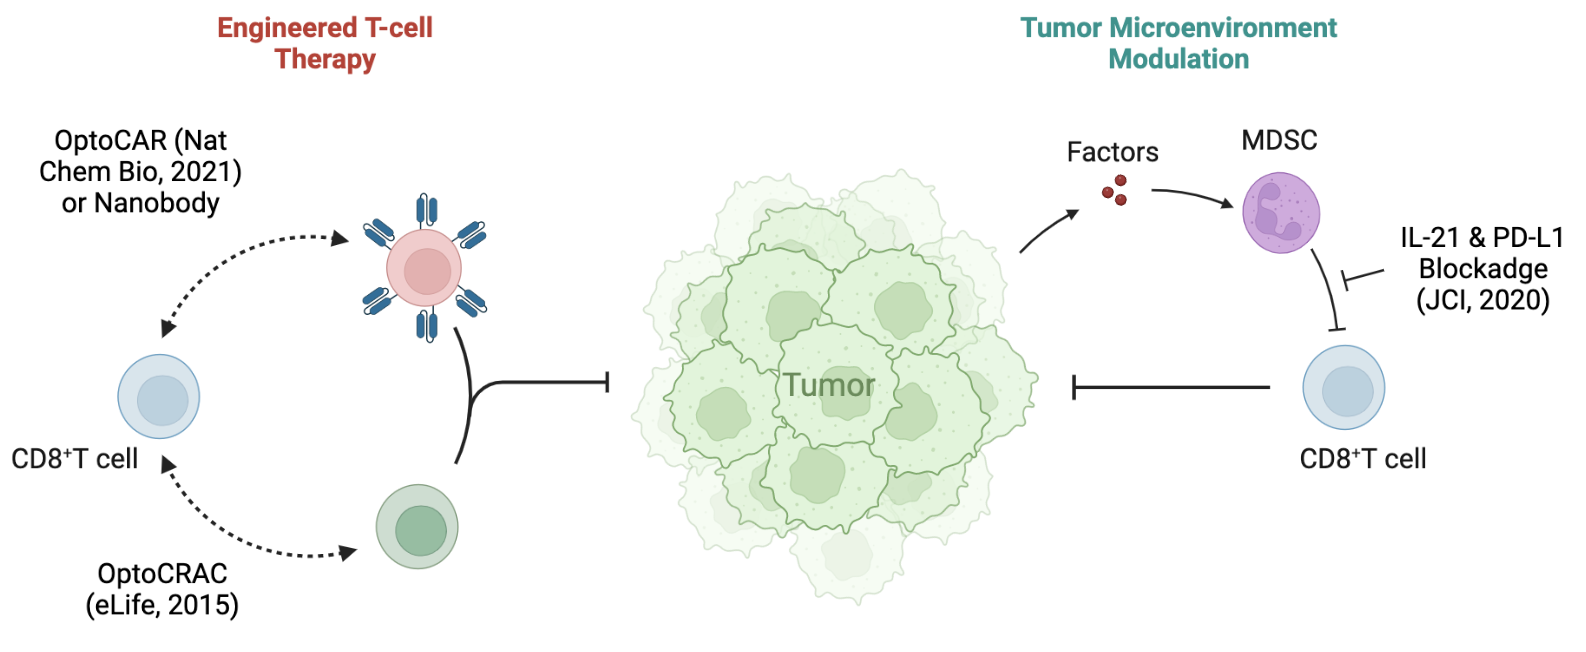 Engineered T-cell
Therapy
OptoCAR (Nat
Chem Bio, 2021)
or Nanobody
CD8⁺T cell
OptoCRAC
(eLife, 2015)
Tumor
Tumor Microenvironment
Modulation
Factors
MDSC
IL-21 & PD-L1
Blockadge
(JCI, 2020)
CD8⁺T cell